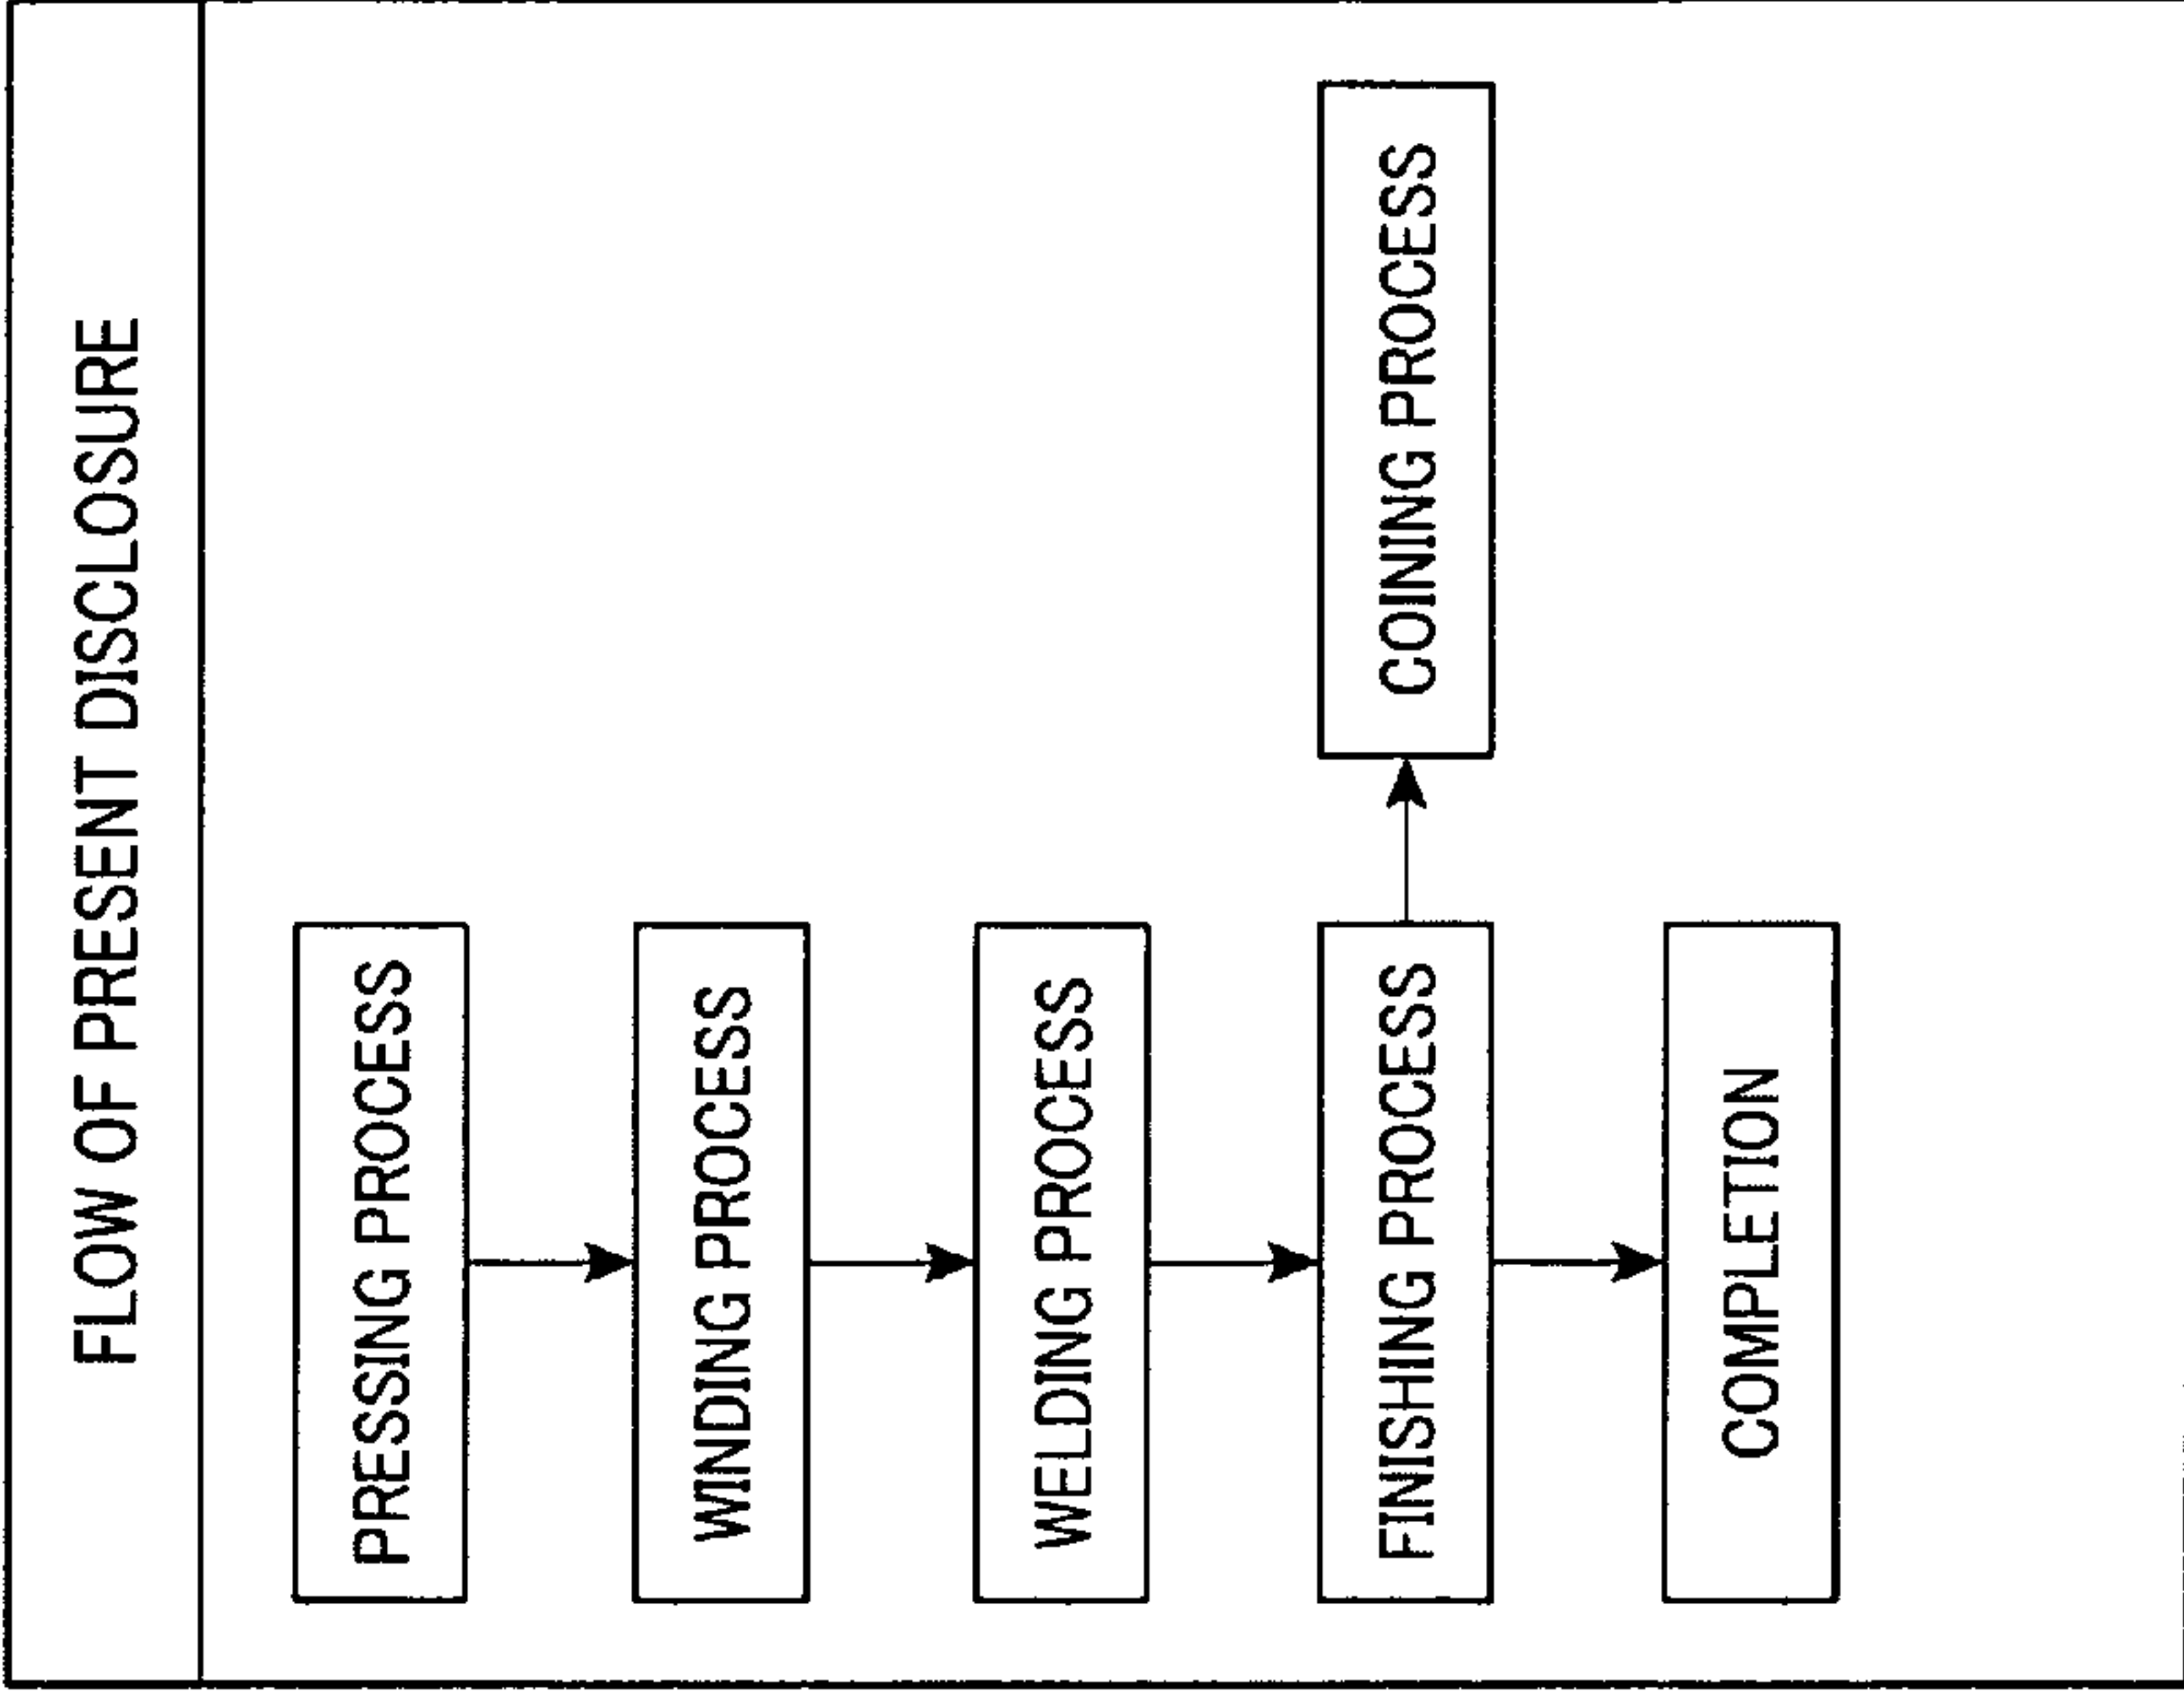 FLOW OF PRESENT DISCLOSURE
PRESSING PROCESS
WINDING PROCESS
WELDING PROCESS
FINISHING PROCESS
COINING PROCESS
COMPLETION